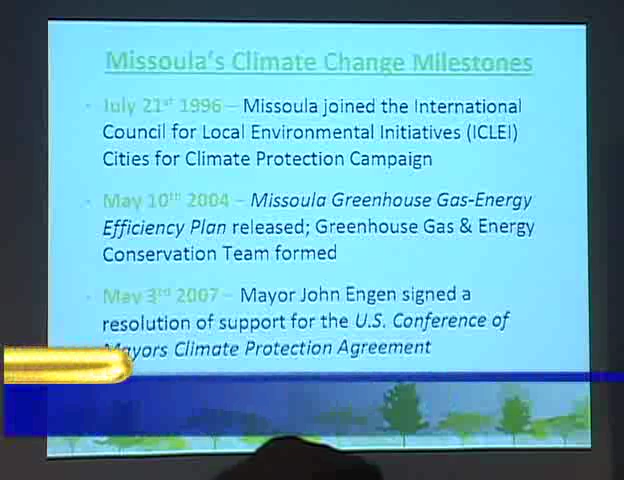 Missoula's Climate Change Milestones
July 21st 1996 – Missoula joined the International
Council for Local Environmental Initiatives (ICLEI)
Cities for Climate Protection Campaign
May 10th 2004 – Missoula Greenhouse Gas-Energy
Efficiency Plan released; Greenhouse Gas & Energy
Conservation Team formed
May 3rd 2007 – Mayor John Engen signed a
resolution of support for the U.S. Conference of
Mayors Climate Protection Agreement